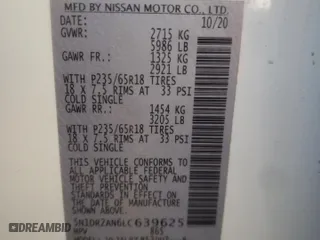 MFD BY NISSAN MOTOR CO., LTD.
DATE: 10/20
GVWR: 2715 KG
5986 LB
GAWR FR: 1325 KG
2921 LB
WITH P235/65R18 TIRES
18 X 7.5 RIMS AT 33 PSI
COLD SINGLE
GAWR RR: 1454 KG
3205 LB
WITH P235/65R18 TIRES
18 X 7.5 RIMS AT 33 PSI
COLD SINGLE
THIS VEHICLE CONFORMS TO
ALL APPLICABLE FEDERAL
MOTOR VEHICLE SAFETY
STANDARDS IN EFFECT ON
THE DATE OF MANUFACTURE
SHOWN ABOVE.
5N1DR2AN6LC639625
MPV 865
DREAMBID